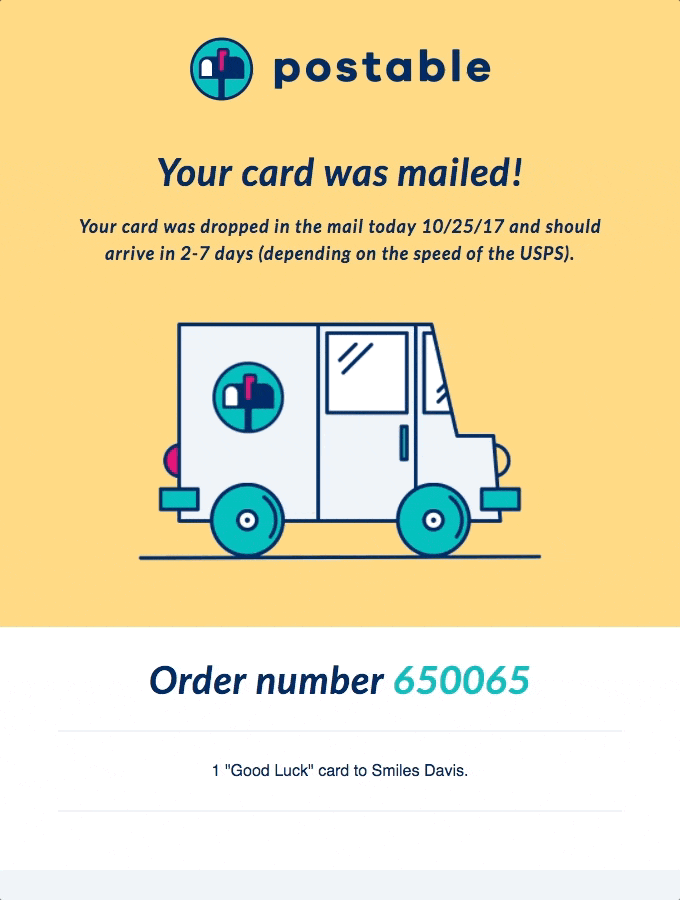 postable
Your card was mailed!
Your card was dropped in the mail today 10/25/17 and should
arrive in 2-7 days (depending on the speed of the USPS).
Order number 650065
1 "Good Luck" card to Smiles Davis.